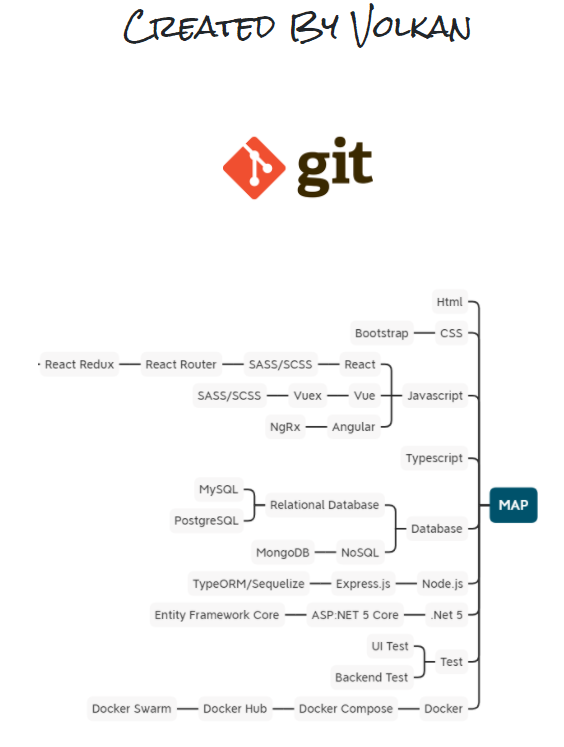 Created By Volkan
git
Html
Bootstrap CSS
React Redux React Router SASS/SCSS React
SASS/SCSS Vuex Vue Javascript
NgRx Angular
Typescript
MySQL
Relational Database MAP
PostgreSQL
Database
MongoDB NoSQL
TypeORM/Sequelize Express.js Node.js
Entity Framework Core ASP:NET 5 Core .Net 5
UI Test
Test
Backend Test
Docker Swarm Docker Hub Docker Compose Docker